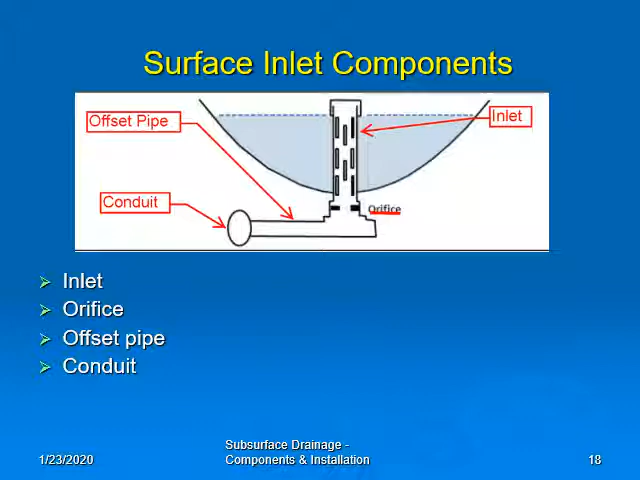 Surface Inlet Components
Offset Pipe
Inlet
Conduit
Orifice
Inlet
Orifice
Offset pipe
Conduit
1/23/2020
Subsurface Drainage -
Components & Installation
18